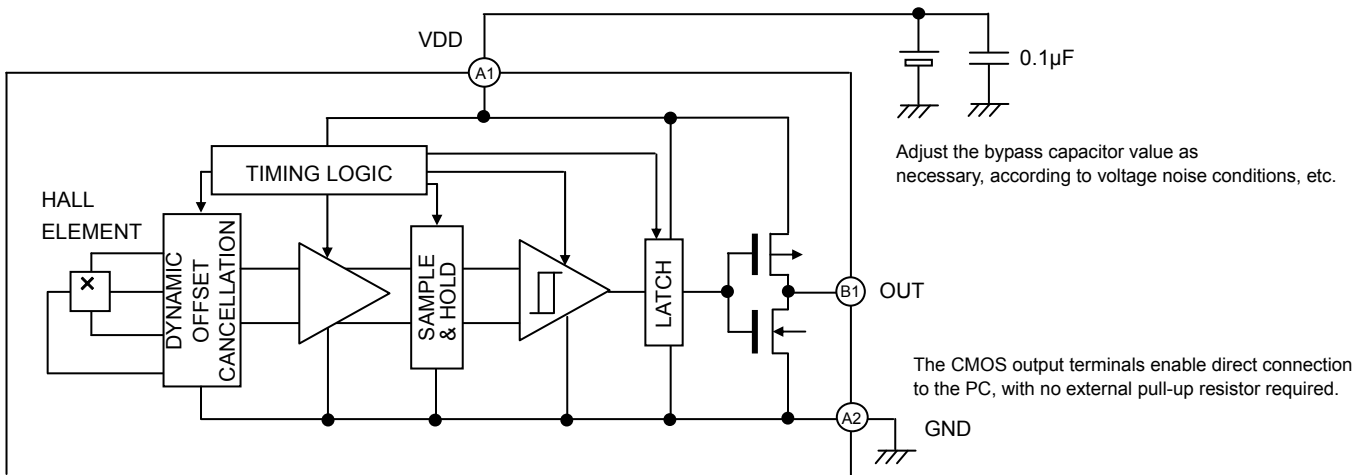 VDD
A1
0.1µF
Adjust the bypass capacitor value as
necessary, according to voltage noise conditions, etc.
TIMING LOGIC
HALL
ELEMENT
DYNAMIC
OFFSET
CANCELLATION
×
SAMPLE
& HOLD
LATCH
B1
OUT
The CMOS output terminals enable direct connection
to the PC, with no external pull-up resistor required.
A2
GND